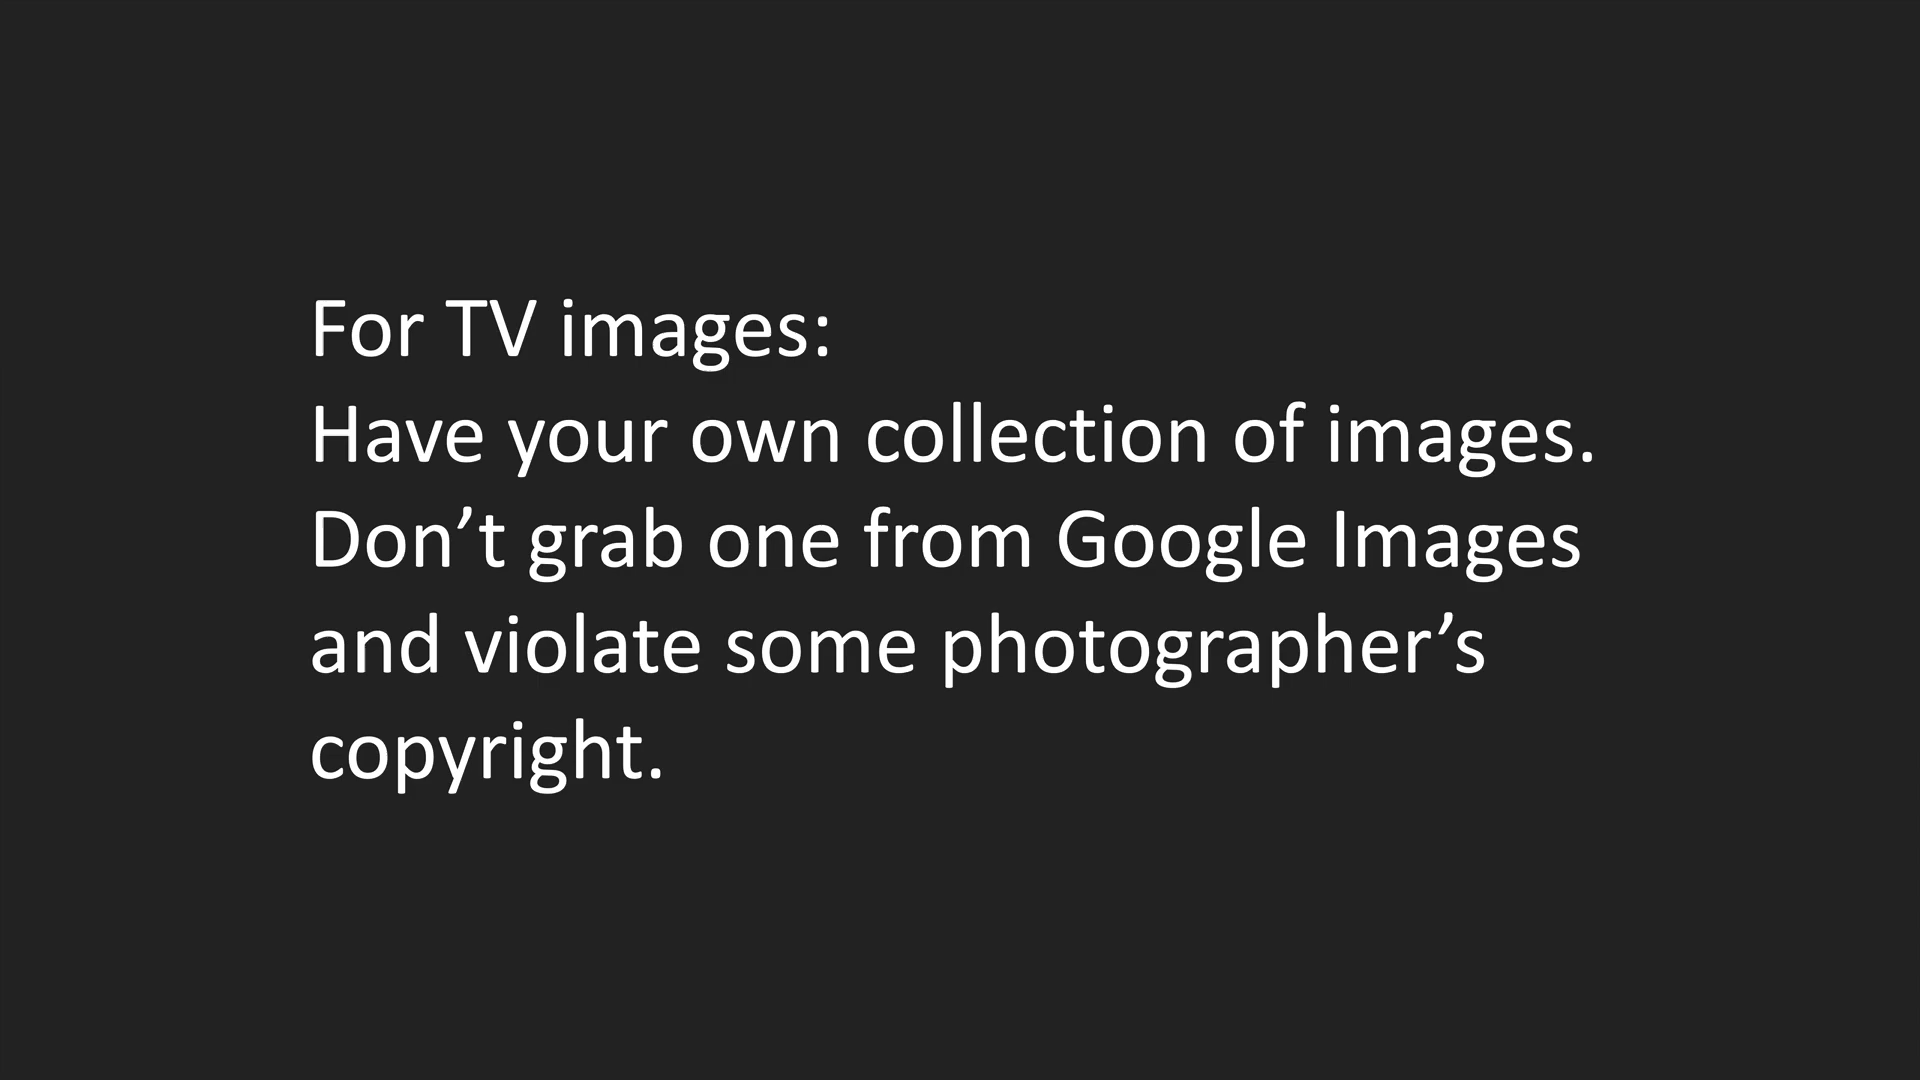 For TV images:
Have your own collection of images.
Don’t grab one from Google Images
and violate some photographer’s
copyright.